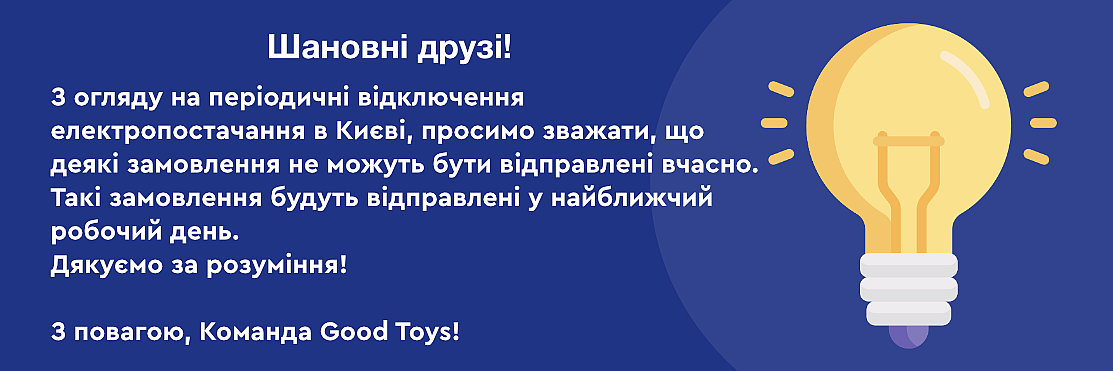 Шановні друзі!
З огляду на періодичні відключення
електропостачання в Києві, просимо зважати, що
деякі замовлення не можуть бути відправлені вчасно.
Такі замовлення будуть відправлені у найближчий
робочий день.
Дякуємо за розуміння!
З повагою, Команда Good Toys!